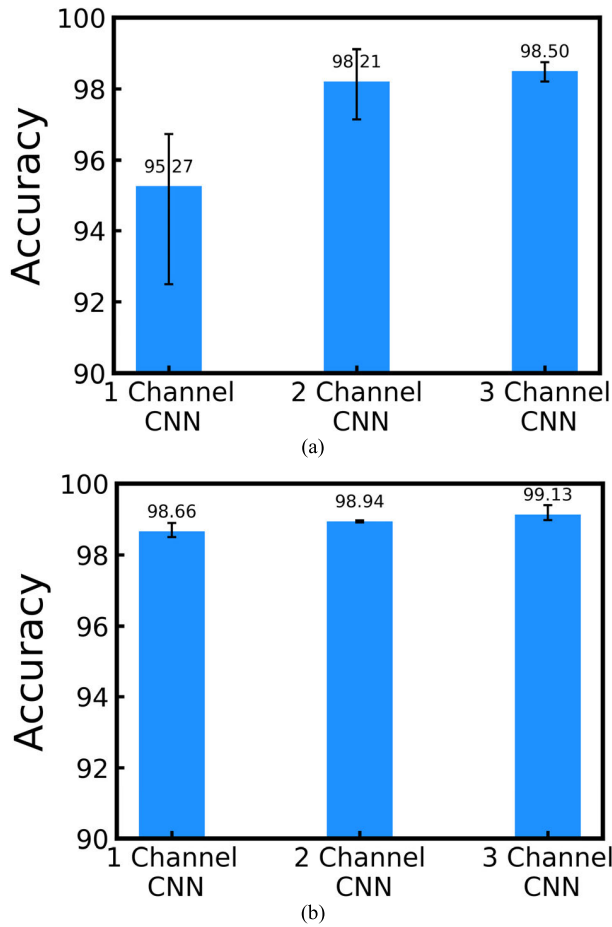 100
98
96
94
92
90
Accuracy
95.27
98.21
98.50
1 Channel CNN
2 Channel CNN
3 Channel CNN
(a)
100
98
96
94
92
90
Accuracy
98.66
98.94
99.13
1 Channel CNN
2 Channel CNN
3 Channel CNN
(b)